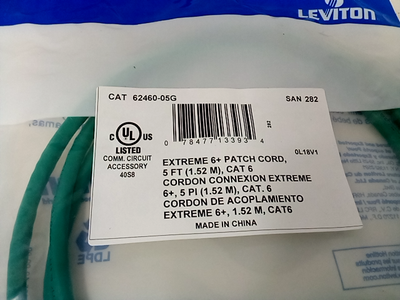 LEVITON
CAT 62460-05G
SAN 282
UL
LISTED
COMM. CIRCUIT
ACCESSORY
40S8
0 78477 13393 4
282
0L18V1
EXTREME 6+ PATCH CORD,
5 FT (1.52 M), CAT 6
CORDON CONNEXION EXTREME
6+, 5 PI (1.52 M), CAT. 6
CORDON DE ACOPLAMIENTO
EXTREME 6+, 1.52 M, CAT6
MADE IN CHINA
LDPE